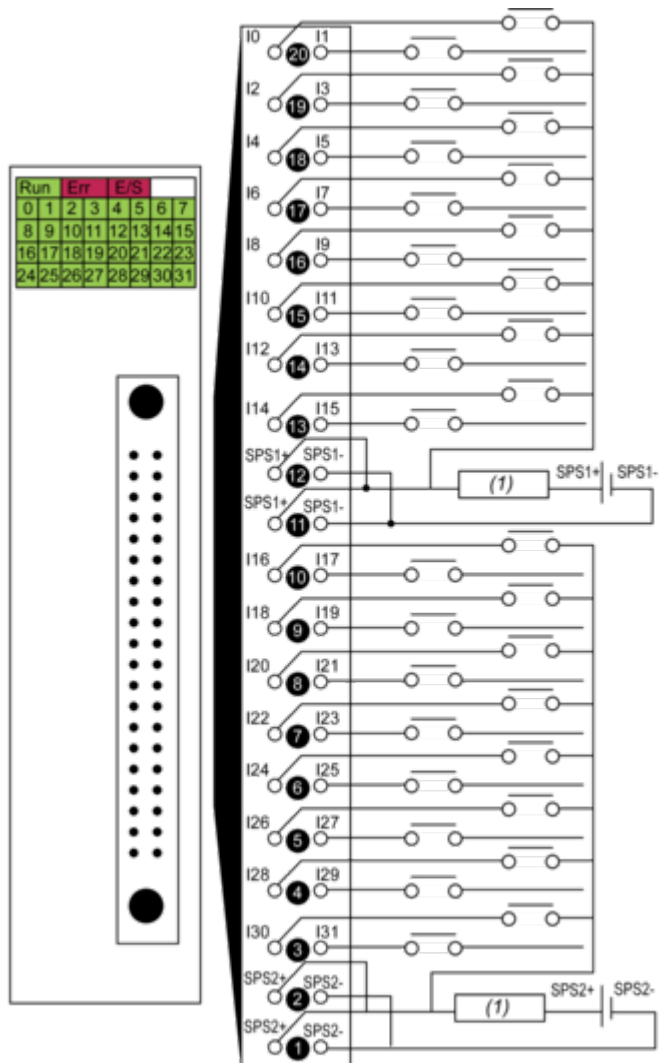 Run Err E/S
0 1 2 3 4 5 6 7
8 9 10 11 12 13 14 15
16 17 18 19 20 21 22 23
24 25 26 27 28 29 30 31
I0 20 I1
I2 19 I3
I4 18 I5
I6 17 I7
I8 16 I9
I10 15 I11
I12 14 I13
I14 13 I15
SPS1+ 12 SPS1-
(1) SPS1+ SPS1-
SPS1+ 11 SPS1-
I16 10 I17
I18 9 I19
I20 8 I21
I22 7 I23
I24 6 I25
I26 5 I27
I28 4 I29
I30 3 I31
SPS2+ 2 SPS2-
(1) SPS2+ SPS2-
SPS2+ 1 SPS2-